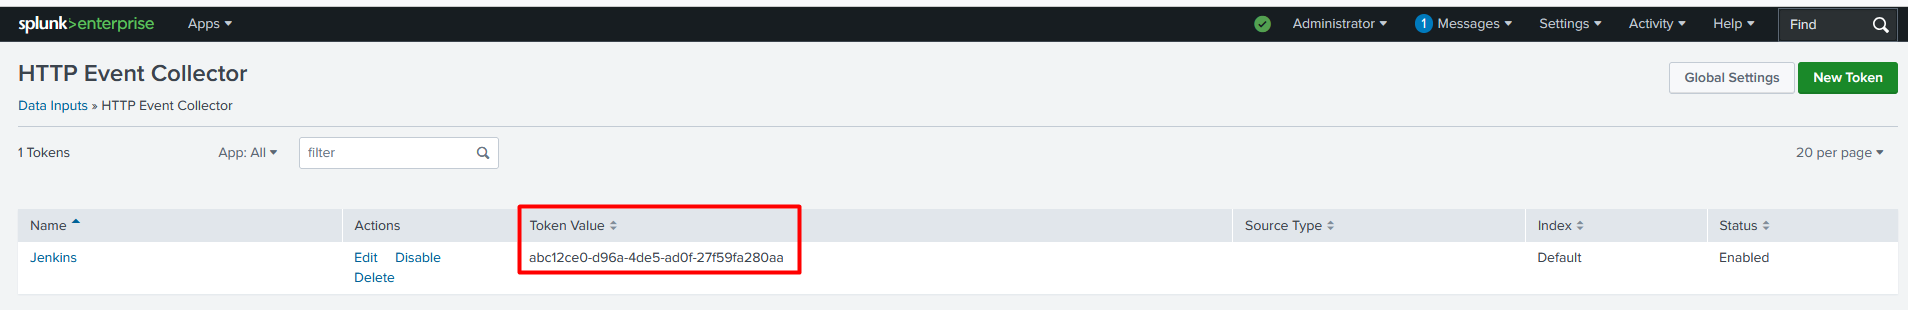 splunk>enterprise Apps Administrator 1 Messages Settings Activity Help Find
HTTP Event Collector
Global Settings New Token
Data Inputs » HTTP Event Collector
1 Tokens App: All filter 20 per page
Name Actions Token Value Source Type Index Status
Jenkins Edit Disable abc12ce0-d96a-4de5-ad0f-27f59fa280aa Default Enabled
Delete